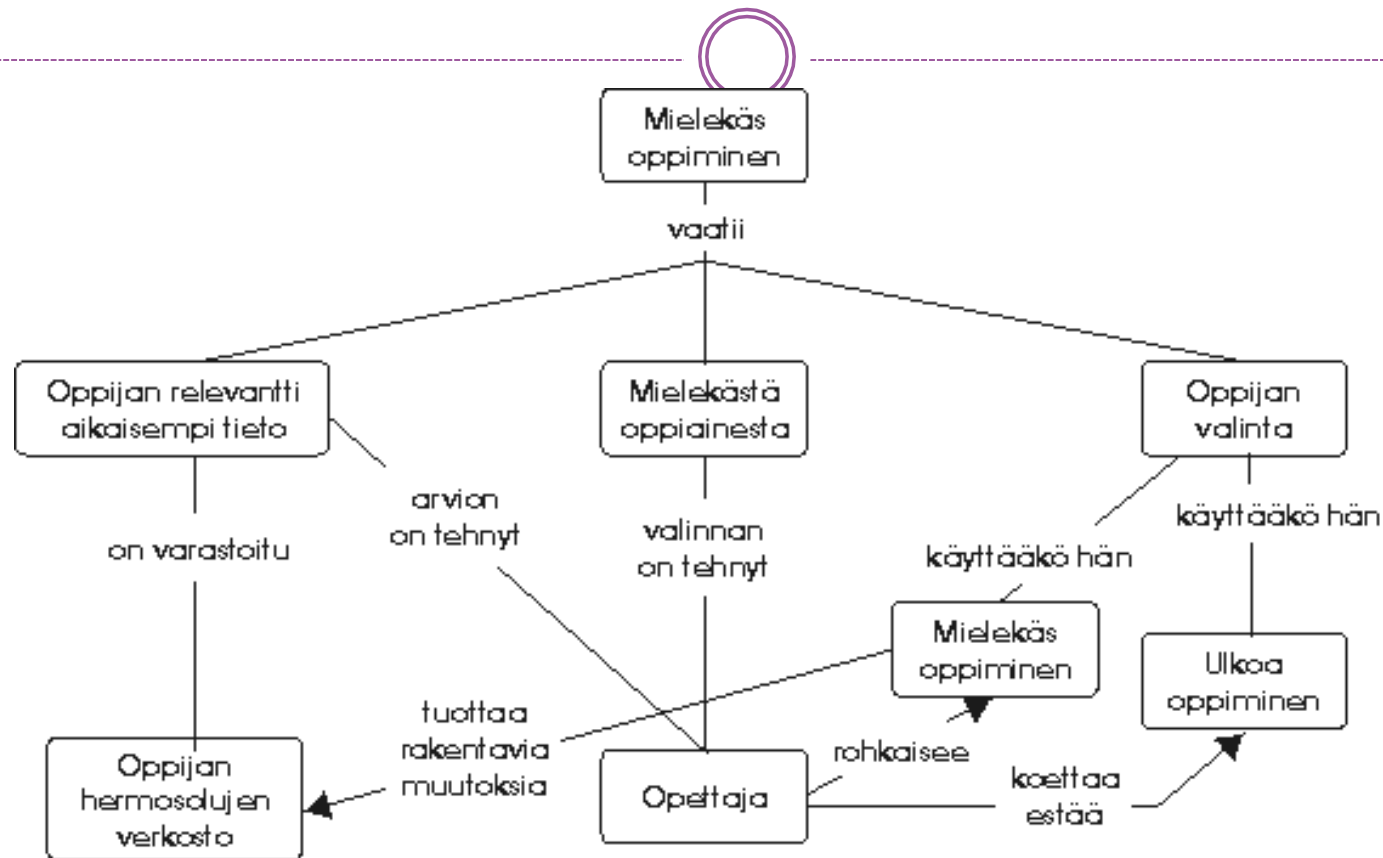 Mielekäs
oppiminen
vaatii
Oppijan relevantti
aikaisempi tieto
Mielekästä
oppiainesta
Oppijan
valinta
arvion
on tehnyt
on varastoitu
valinnan
on tehnyt
käyttääkö hän
käyttääkö hän
Mielekäs
oppiminen
Ulkoa
oppiminen
tuottaa
rakentavia
muutoksia
Oppijan
hermosolujen
verkosto
Opettaja
rohkaisee
koettaa
estää